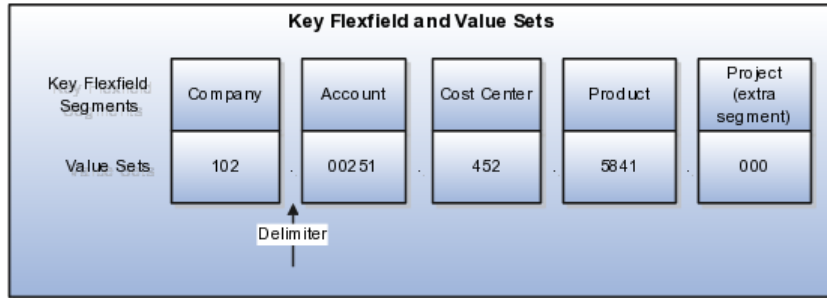 Key Flexfield and Value Sets
Key Flexfield
Segments
Company
Account
Cost Center
Product
Project
(extra
segment)
Value Sets
102 . 00251 . 452 . 5841 . 000
Delimiter